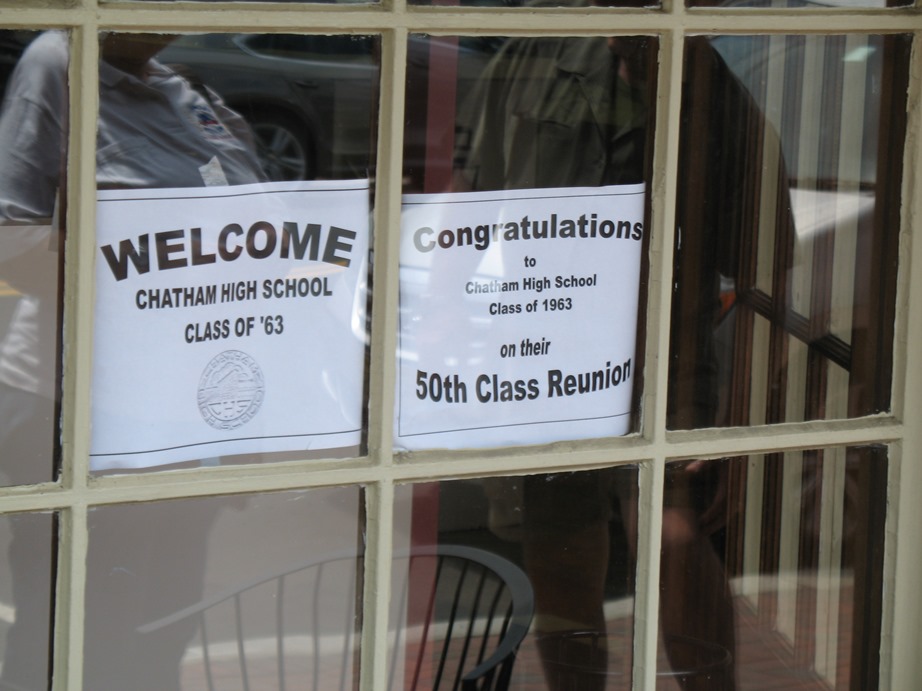 WELCOME
CHATHAM HIGH SCHOOL
CLASS OF '63
Congratulations
to
Chatham High School
Class of 1963
on their
50th Class Reunion